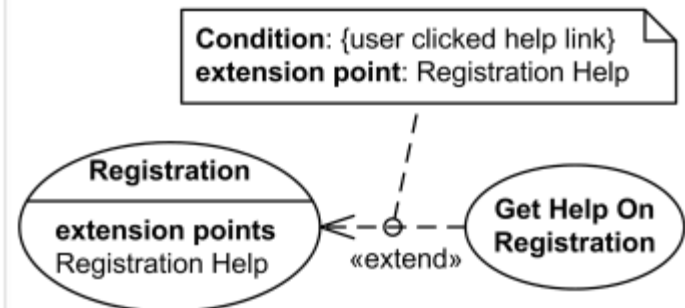 Condition: {user clicked help link}
extension point: Registration Help
Registration
extension points
Registration Help
«extend»
Get Help On
Registration